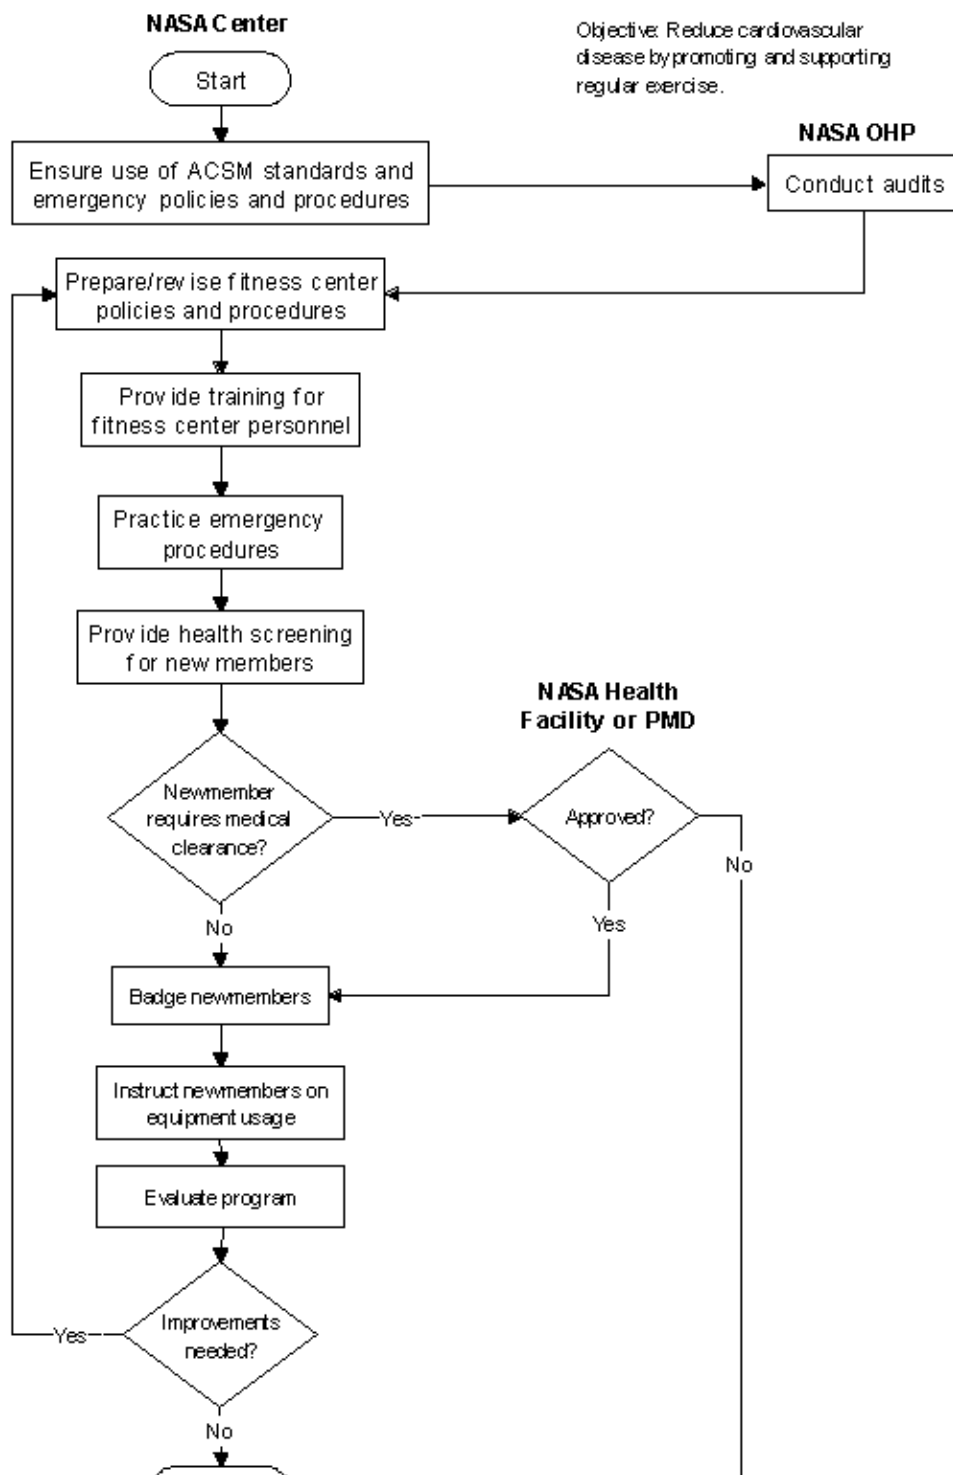 NASA Center
Objective: Reduce cardiovascular
disease by promoting and supporting
regular exercise.
Start
NASA OHP
Ensure use of ACSM standards and
emergency policies and procedures
Conduct audits
Prepare/revise fitness center
policies and procedures
Provide training for
fitness center personnel
Practice emergency
procedures
Provide health screening
for new members
NASA Health
Facility or PMD
New member
requires medical
clearance?
Yes
Approved?
No
No
Yes
Badge new members
Instruct new members on
equipment usage
Evaluate program
Improvements
needed?
Yes
No